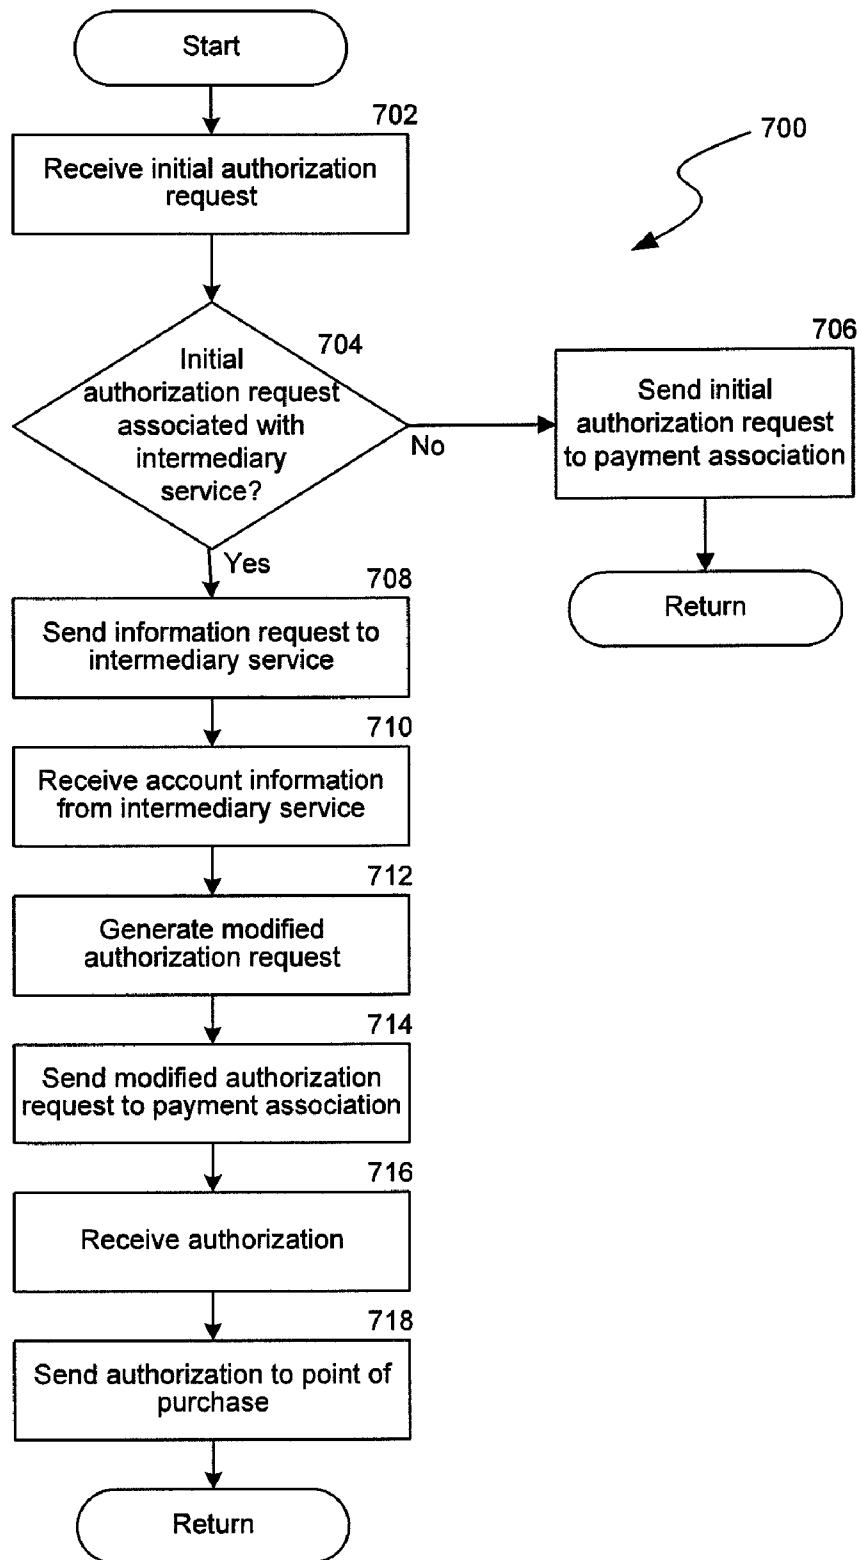 Start
702
Receive initial authorization
request
700
704
Initial
authorization request
associated with
intermediary
service?
No
706
Send initial
authorization request
to payment association
Return
Yes
708
Send information request to
intermediary service
710
Receive account information
from intermediary service
712
Generate modified
authorization request
714
Send modified authorization
request to payment association
716
Receive authorization
718
Send authorization to point of
purchase
Return